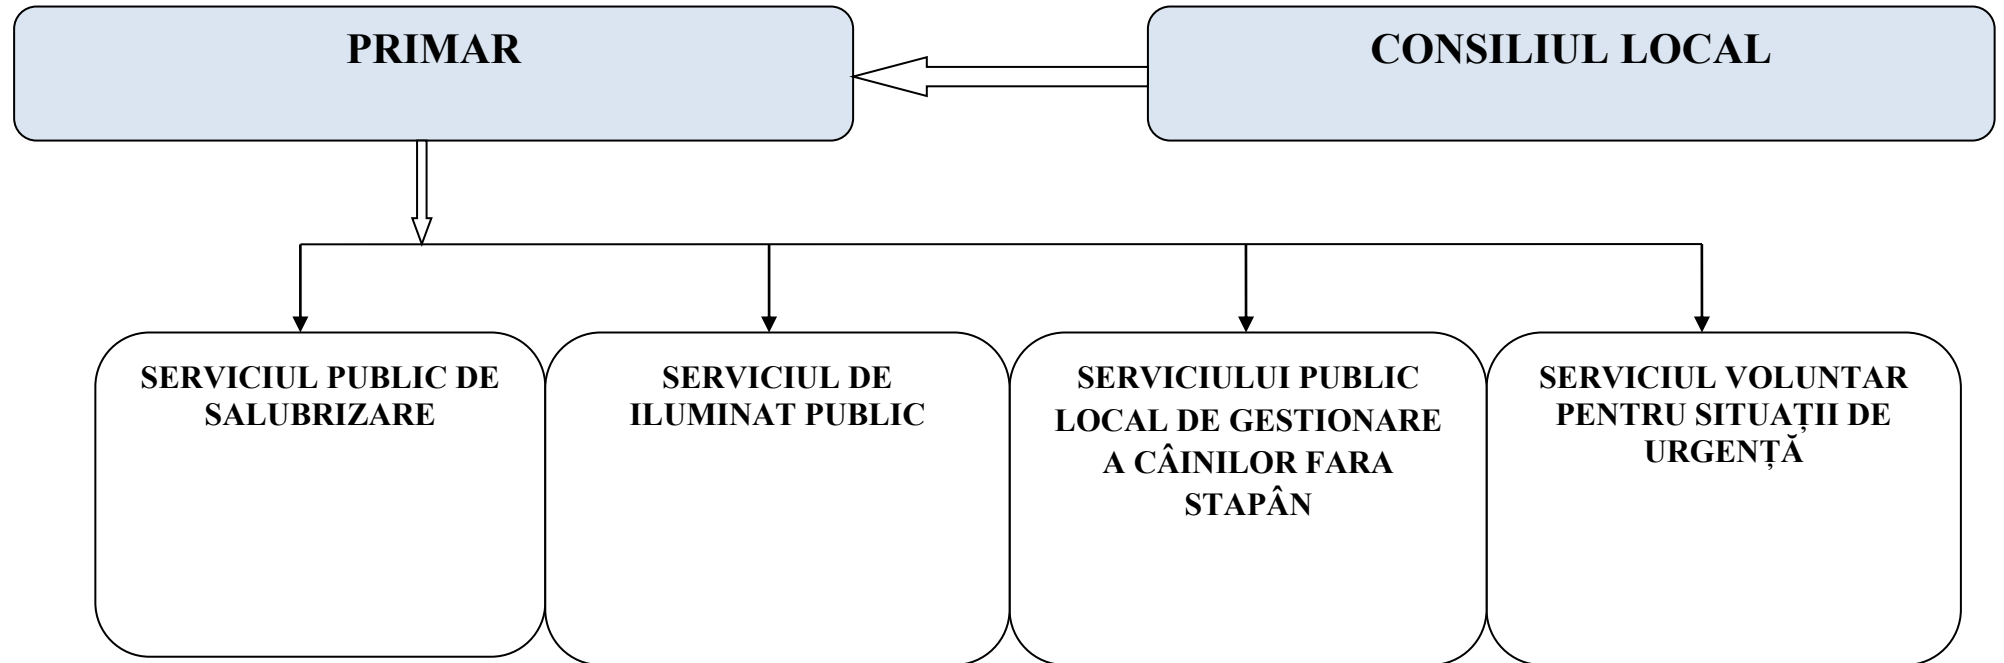 PRIMAR
CONSILIUL LOCAL
SERVICIUL PUBLIC DE
SALUBRIZARE
SERVICIUL DE
ILUMINAT PUBLIC
SERVICIULUI PUBLIC
LOCAL DE GESTIONARE
A CÂINILOR FARA
STAPÂN
SERVICIUL VOLUNTAR
PENTRU SITUAȚII DE
URGENȚĂ